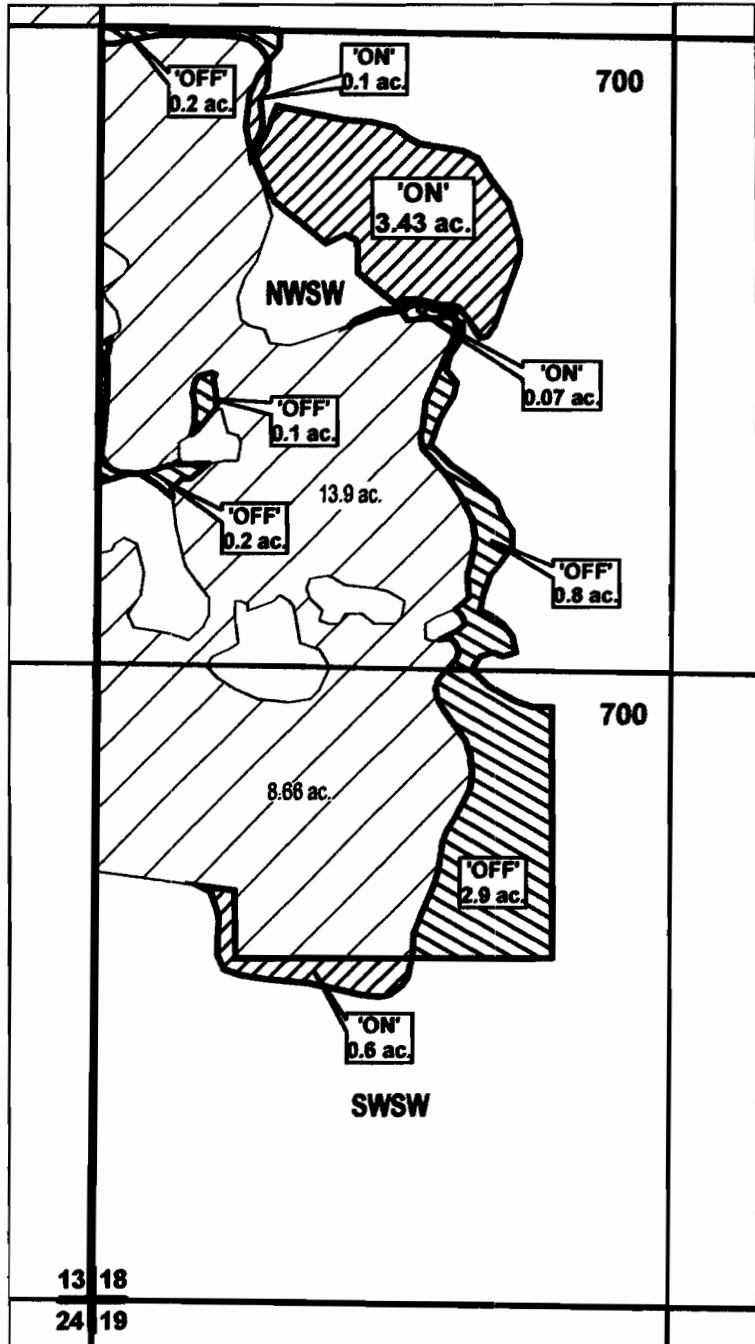 'OFF'
0.2 ac.
'ON'
0.1 ac.
700
'ON'
3.43 ac.
NWSW
'ON'
0.07 ac.
'OFF'
0.1 ac.
13.9 ac.
'OFF'
0.2 ac.
'OFF'
0.8 ac.
700
8.66 ac.
'OFF'
2.9 ac.
'ON'
0.6 ac.
SWSW
13 18
24 19